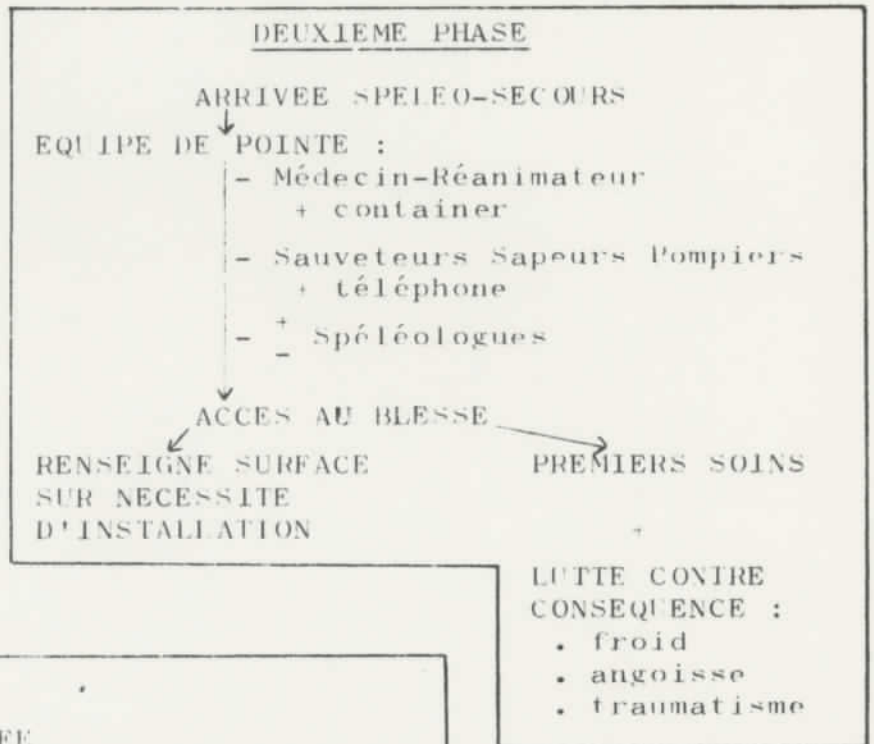 DEUXIEME PHASE
ARRIVEE SPELEO-SECOURS
EQUIPE DE POINTE :
- Médecin-Réanimateur
+ container
- Sauveteurs Sapeurs Pompiers
+ téléphone
- + - Spéléologues
ACCES AU BLESSE
RENSEIGNE SURFACE
SUR NECESSITE
D'INSTALLATION
PREMIERS SOINS
+
LUTTE CONTRE
CONSEQUENCE :
. froid
. angoisse
. traumatisme